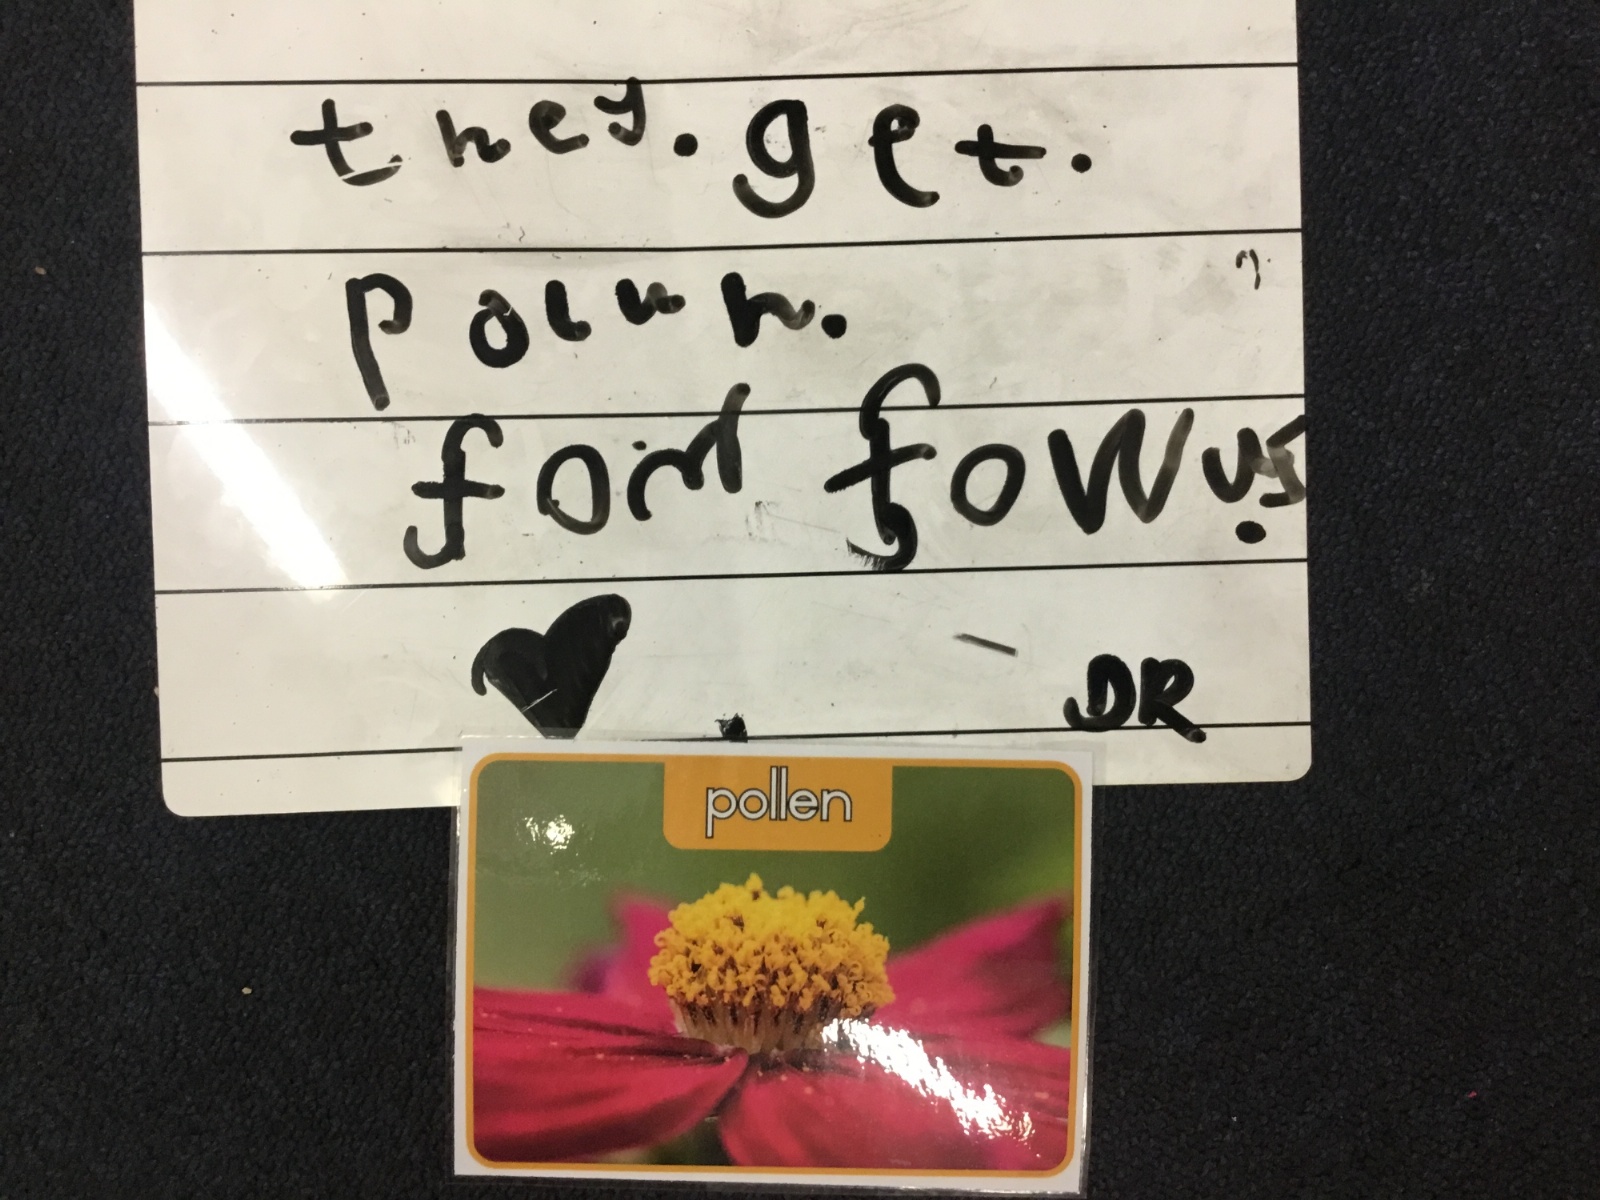 they. get.
polun.
fom fowus.
DR
pollen